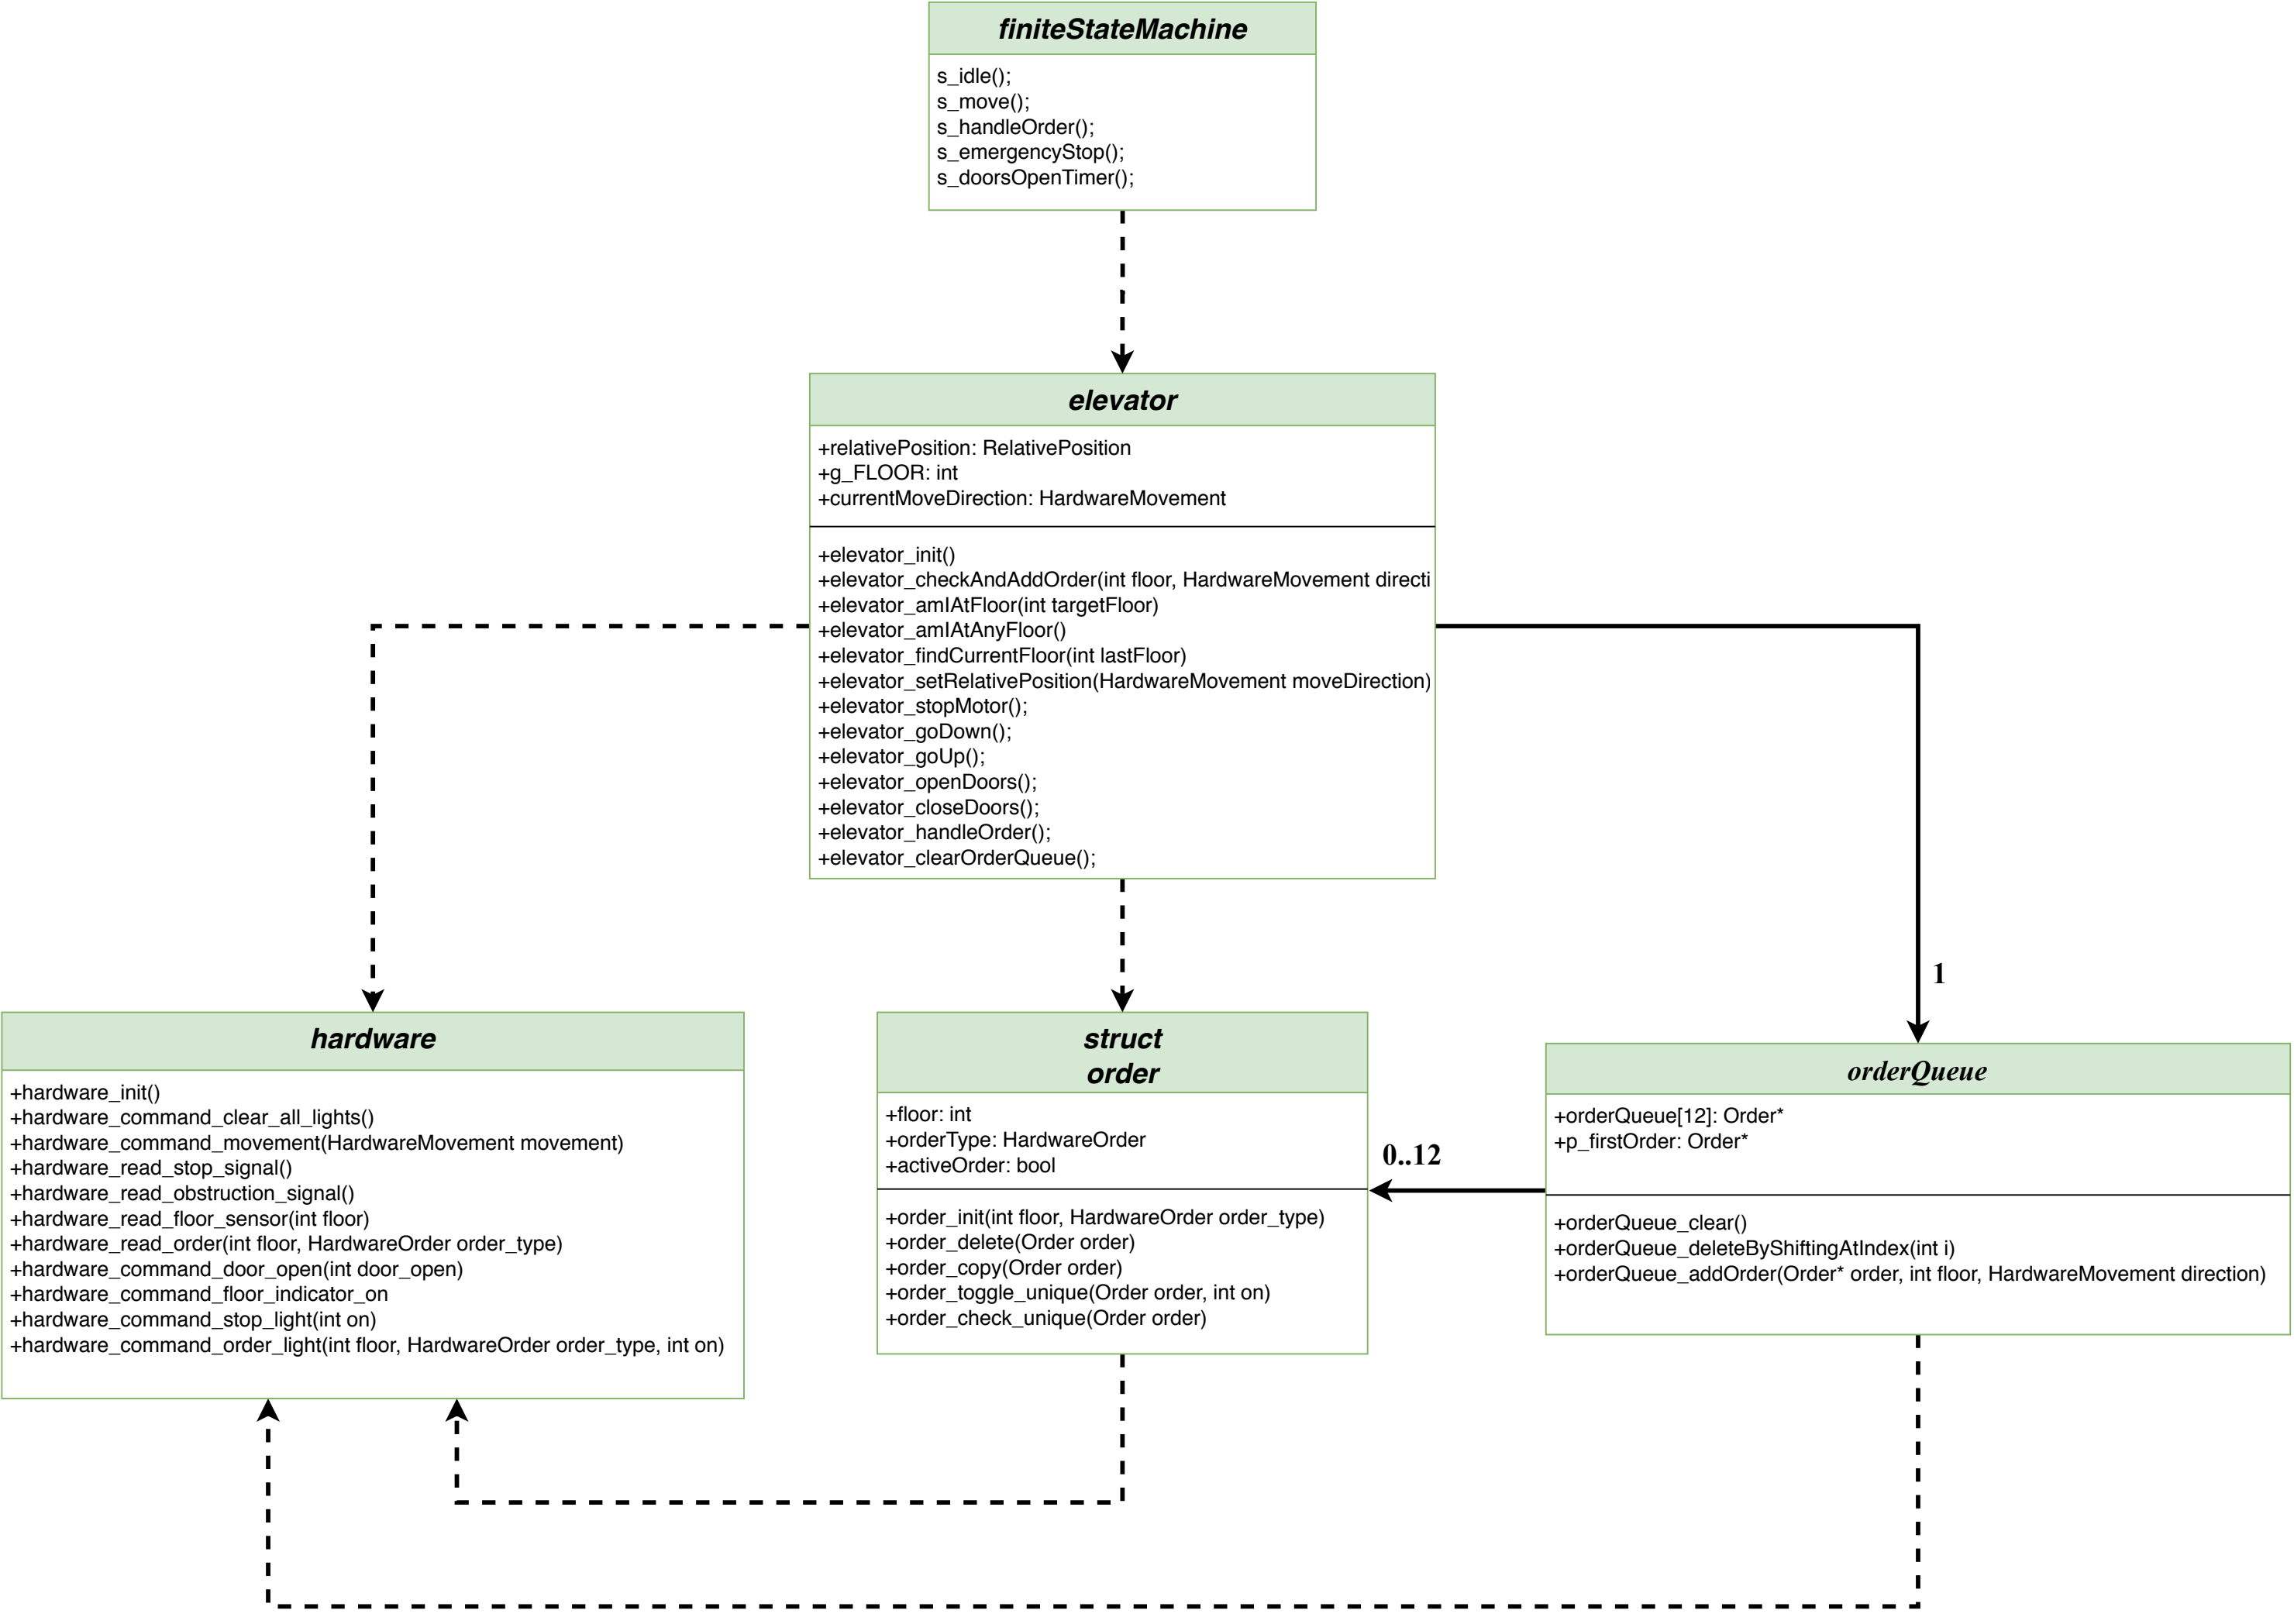 finiteStateMachine
s_idle();
s_move();
s_handleOrder();
s_emergencyStop();
s_doorsOpenTimer();
elevator
+relativePosition: RelativePosition
+g_FLOOR: int
+currentMoveDirection: HardwareMovement
+elevator_init()
+elevator_checkAndAddOrder(int floor, HardwareMovement directi
+elevator_amIAtFloor(int targetFloor)
+elevator_amIAtAnyFloor()
+elevator_findCurrentFloor(int lastFloor)
+elevator_setRelativePosition(HardwareMovement moveDirection)
+elevator_stopMotor();
+elevator_goDown();
+elevator_goUp();
+elevator_openDoors();
+elevator_closeDoors();
+elevator_handleOrder();
+elevator_clearOrderQueue();
1
hardware
+hardware_init()
+hardware_command_clear_all_lights()
+hardware_command_movement(HardwareMovement movement)
+hardware_read_stop_signal()
+hardware_read_obstruction_signal()
+hardware_read_floor_sensor(int floor)
+hardware_read_order(int floor, HardwareOrder order_type)
+hardware_command_door_open(int door_open)
+hardware_command_floor_indicator_on
+hardware_command_stop_light(int on)
+hardware_command_order_light(int floor, HardwareOrder order_type, int on)
struct
order
+floor: int
+orderType: HardwareOrder
+activeOrder: bool
+order_init(int floor, HardwareOrder order_type)
+order_delete(Order order)
+order_copy(Order order)
+order_toggle_unique(Order order, int on)
+order_check_unique(Order order)
0..12
orderQueue
+orderQueue[12]: Order*
+p_firstOrder: Order*
+orderQueue_clear()
+orderQueue_deleteByShiftingAtIndex(int i)
+orderQueue_addOrder(Order* order, int floor, HardwareMovement direction)